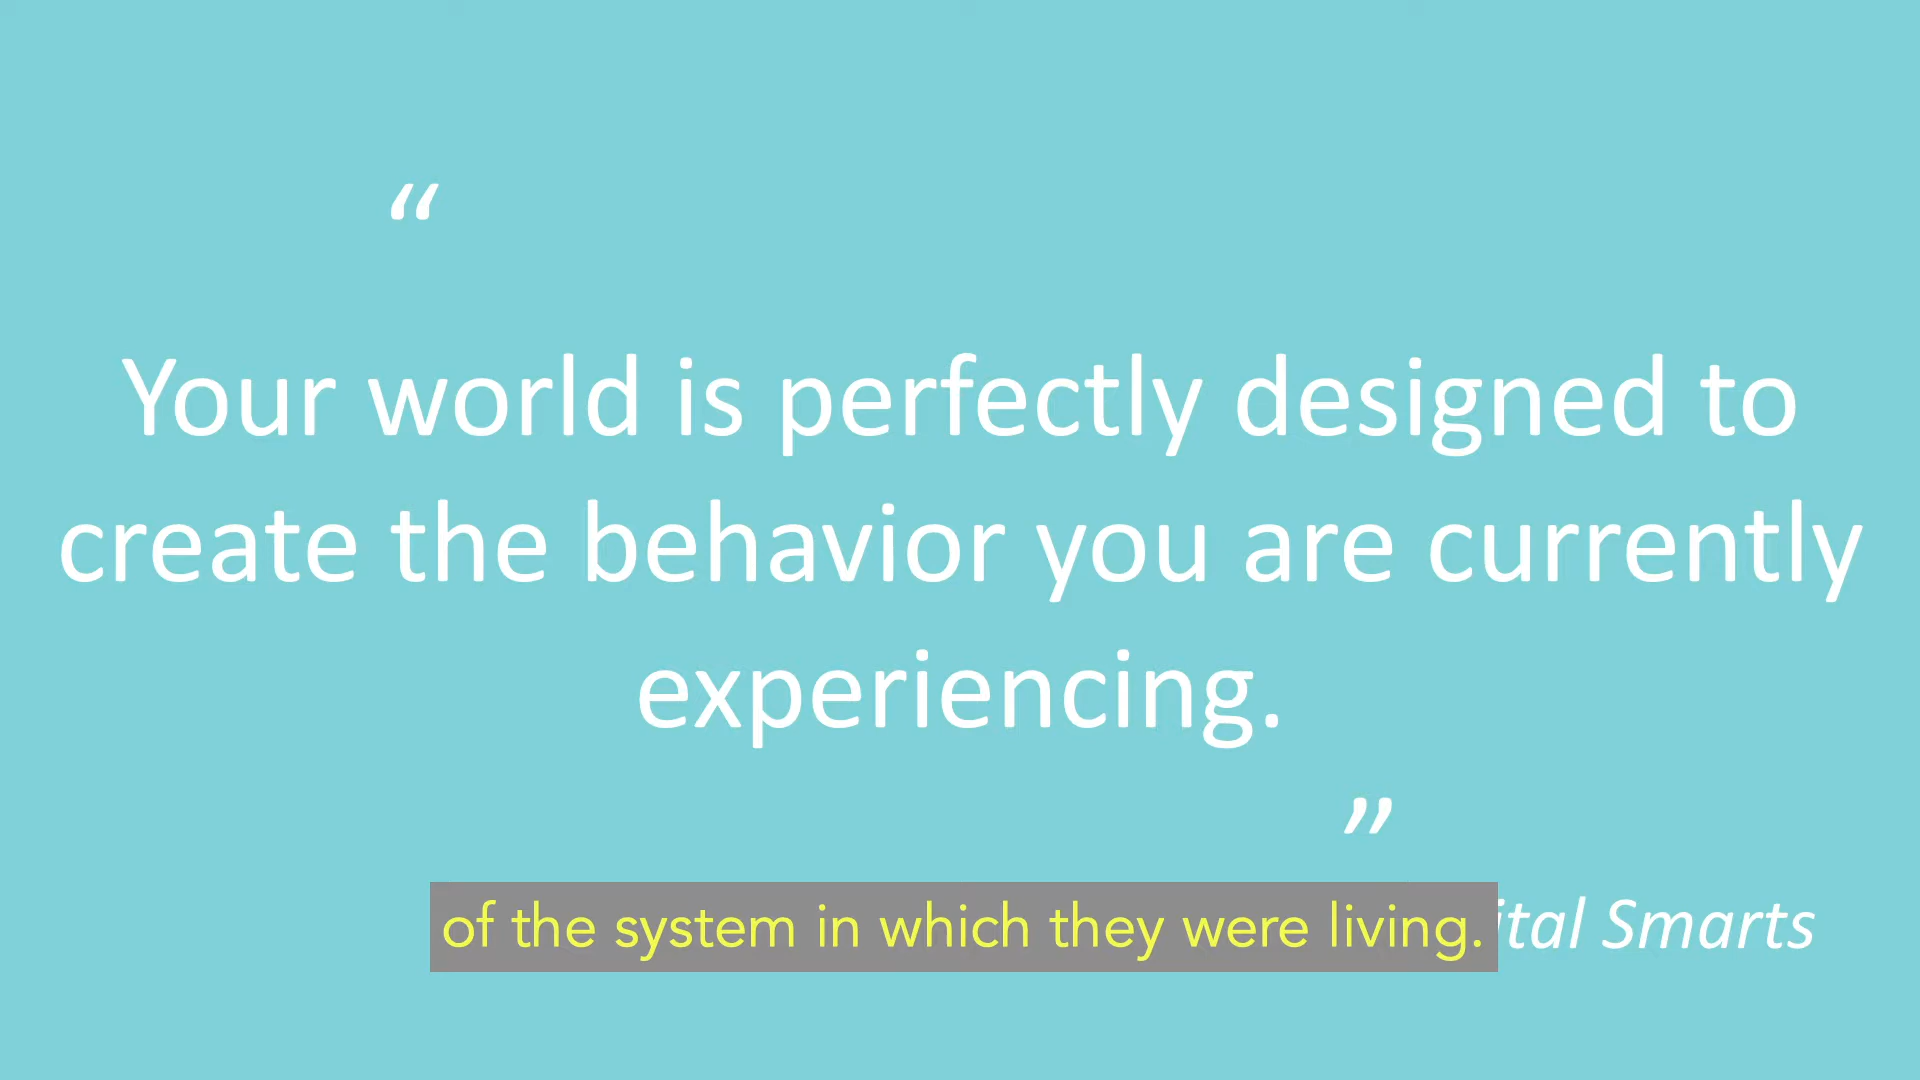 “
Your world is perfectly designed to
create the behavior you are currently
experiencing.
”
of the system in which they were living.
Smarts